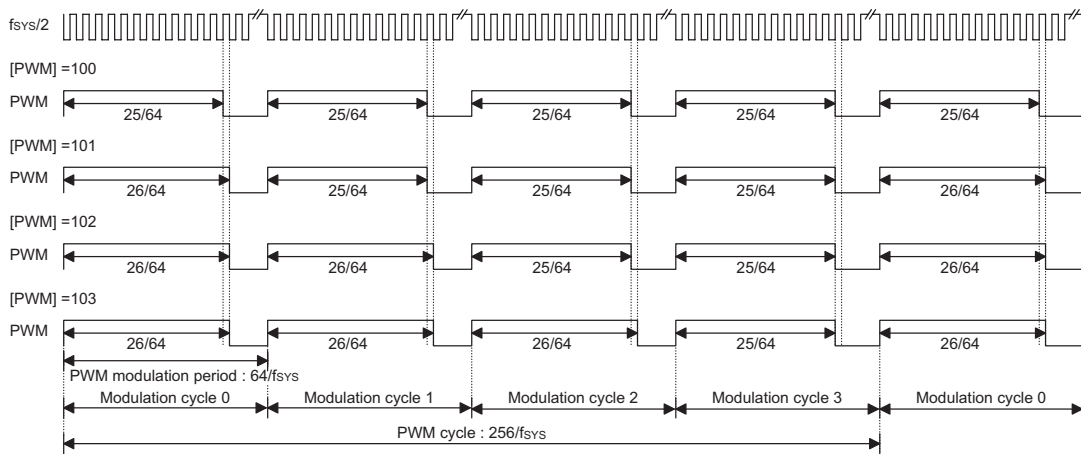 fSYS/2
[PWM] =100
PWM
25/64 25/64 25/64 25/64 25/64
[PWM] =101
PWM
26/64 25/64 25/64 25/64 26/64
[PWM] =102
PWM
26/64 26/64 25/64 25/64 26/64
[PWM] =103
PWM
26/64 26/64 26/64 25/64 26/64
PWM modulation period : 64/fSYS
Modulation cycle 0 Modulation cycle 1 Modulation cycle 2 Modulation cycle 3 Modulation cycle 0
PWM cycle : 256/fSYS